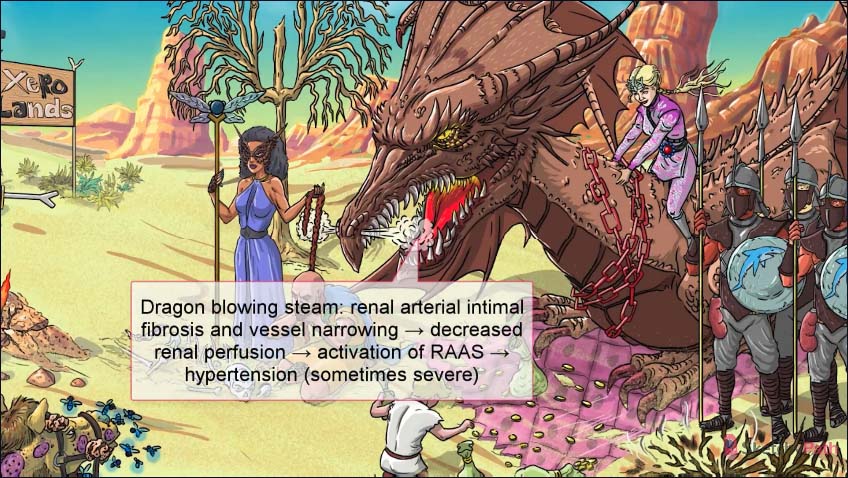 Xero
Lands
Dragon blowing steam: renal arterial intimal
fibrosis and vessel narrowing → decreased
renal perfusion → activation of RAAS →
hypertension (sometimes severe)